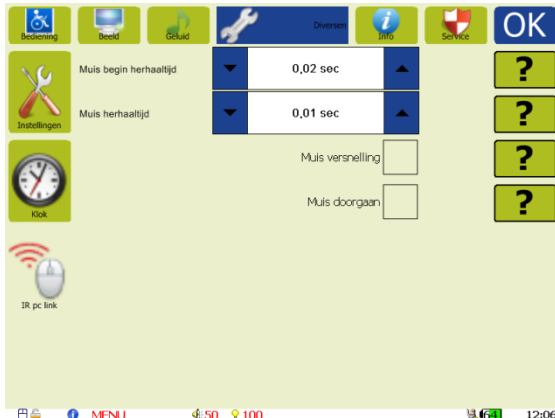 Bediening Beeld Geluid Diversen Info Service OK
Muis begin herhaaltijd 0,02 sec ?
Instellingen
Muis herhaaltijd 0,01 sec ?
Muis versnelling ?
Klok
Muis doorgaan ?
IR pc link
MENU 50 100 64 12:06